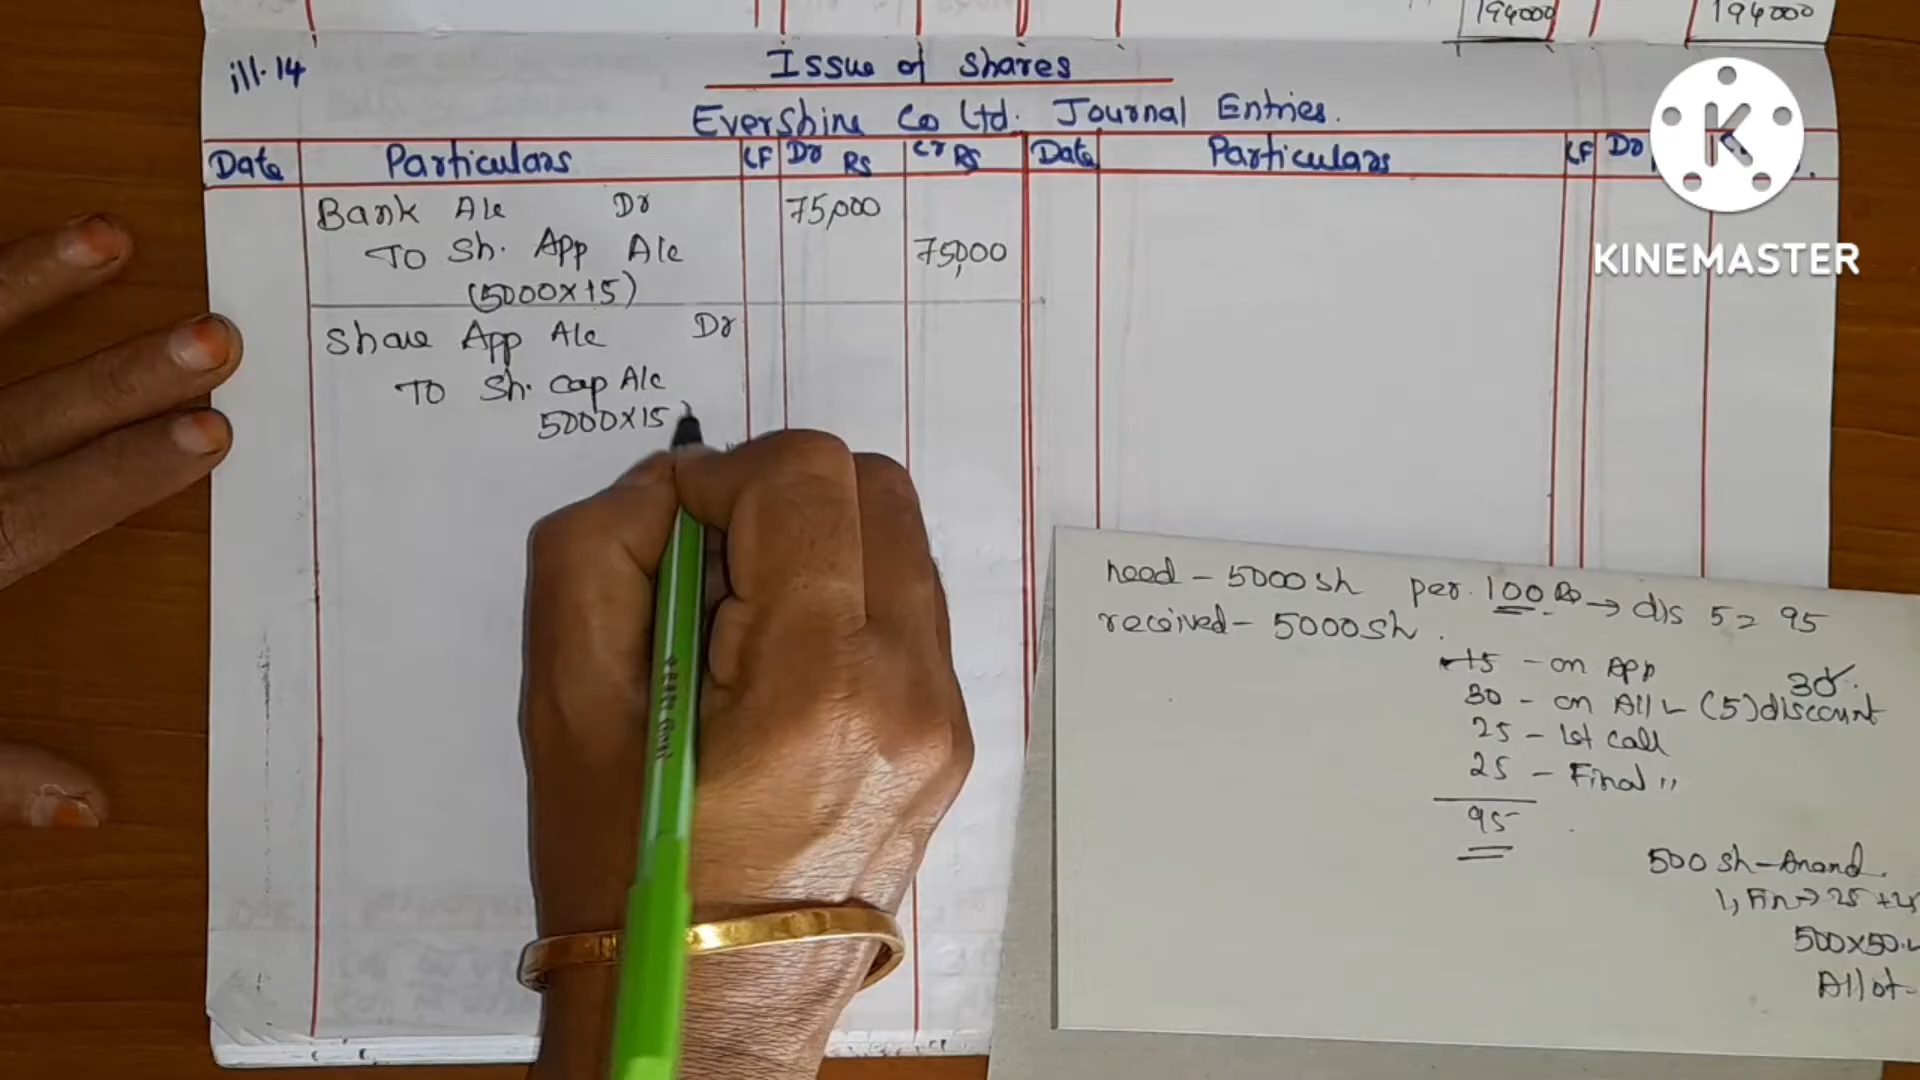 194000 194000
ill.14 Issue of Shares
Evershine Co Ltd. Journal Entries.
Date Particulars LF Dr Rs Cr Rs Date Particulars LF Dr
Bank A/c Dr 75,000
To Sh. App A/c 75,000
(5000x15)
Share App A/c Dr
To Sh. Cap A/c
5000x15
KINEMASTER
need - 5000 sh per 100 Rs → dis 5 = 95
received - 5000 sh.
15 - on App
30 - on All (5) discount 30
25 - 1st call
25 - Final "
95
500 sh - Anand.
1, Fin → 25 + 25
500x50
Allot